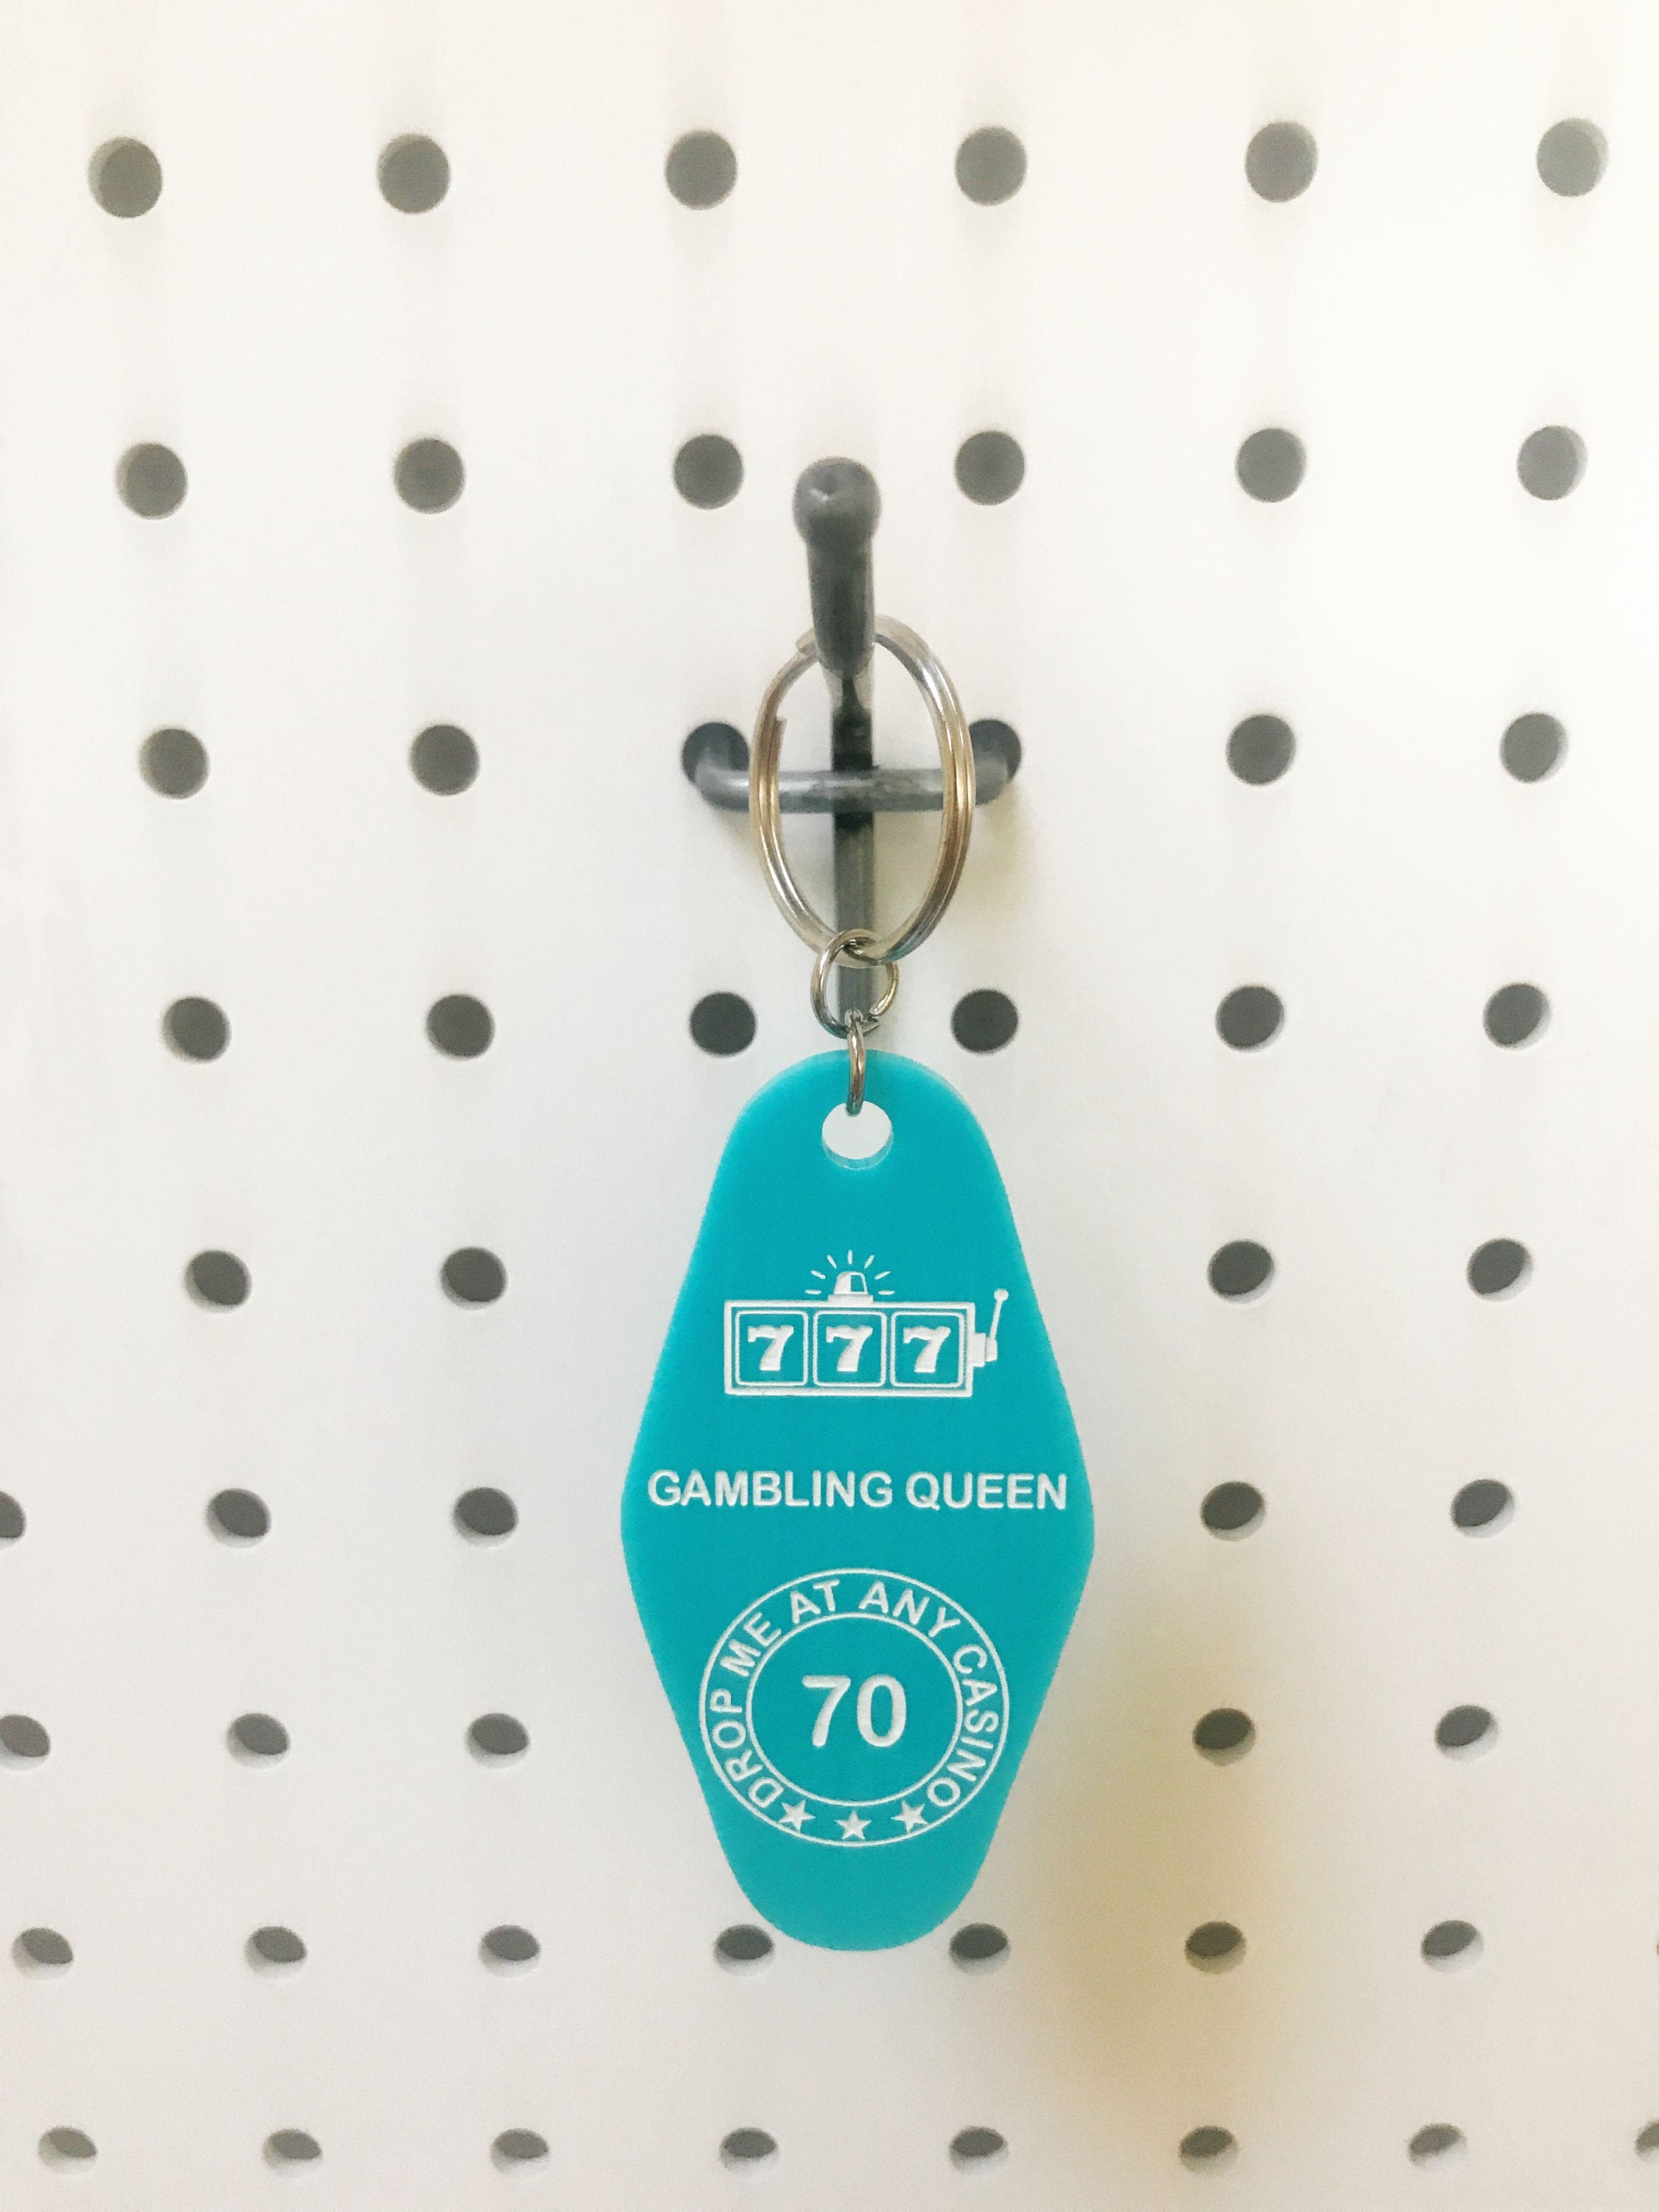 777
GAMBLING QUEEN
DROP ME AT ANY CASINO
70